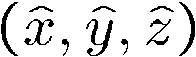 (x̂, ŷ, ẑ)